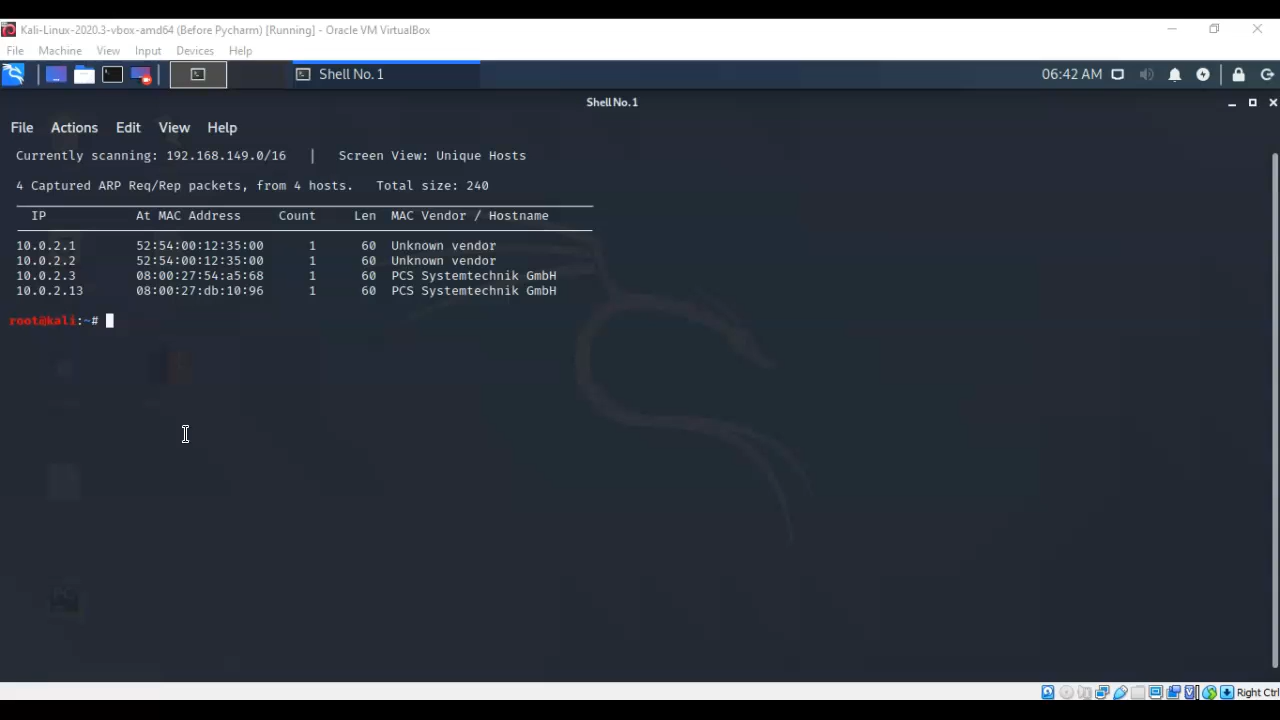 Kali-Linux-2020.3-vbox-amd64 (Before Pycharm) [Running] - Oracle VM VirtualBox
File Machine View Input Devices Help
Shell No. 1 06:42 AM
Shell No. 1
File Actions Edit View Help
Currently scanning: 192.168.149.0/16 | Screen View: Unique Hosts
4 Captured ARP Req/Rep packets, from 4 hosts. Total size: 240
IP At MAC Address Count Len MAC Vendor / Hostname
10.0.2.1 52:54:00:12:35:00 1 60 Unknown vendor
10.0.2.2 52:54:00:12:35:00 1 60 Unknown vendor
10.0.2.3 08:00:27:54:a5:68 1 60 PCS Systemtechnik GmbH
10.0.2.13 08:00:27:db:10:96 1 60 PCS Systemtechnik GmbH
root@kali:~#
Right Ctrl